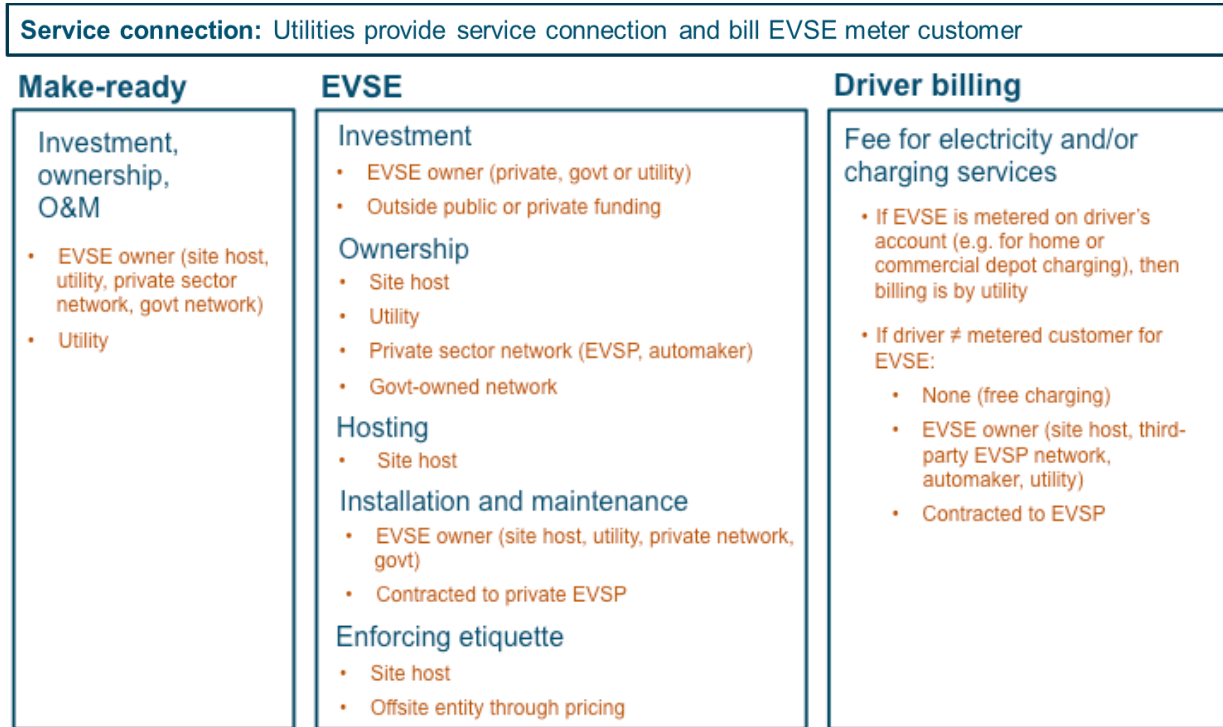 Service connection: Utilities provide service connection and bill EVSE meter customer
Make-ready
Investment,
ownership,
O&M
• EVSE owner (site host,
utility, private sector
network, govt network)
• Utility
EVSE
Investment
• EVSE owner (private, govt or utility)
• Outside public or private funding
Ownership
• Site host
• Utility
• Private sector network (EVSP, automaker)
• Govt-owned network
Hosting
• Site host
Installation and maintenance
• EVSE owner (site host, utility, private network,
govt)
• Contracted to private EVSP
Enforcing etiquette
• Site host
• Offsite entity through pricing
Driver billing
Fee for electricity and/or
charging services
• If EVSE is metered on driver’s
account (e.g. for home or
commercial depot charging), then
billing is by utility
• If driver ≠ metered customer for
EVSE:
• None (free charging)
• EVSE owner (site host, third-
party EVSP network,
automaker, utility)
• Contracted to EVSP